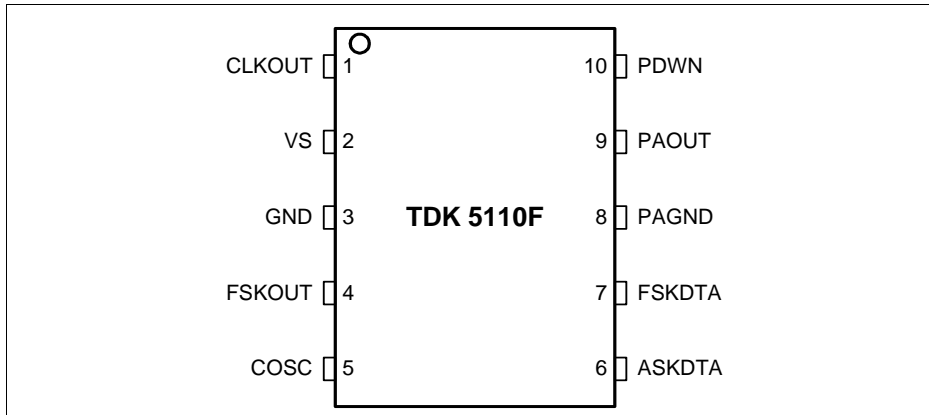 CLKOUT 1 10 PDWN
VS 2 9 PAOUT
GND 3 TDK 5110F 8 PAGND
FSKOUT 4 7 FSKDTA
COSC 5 6 ASKDTA